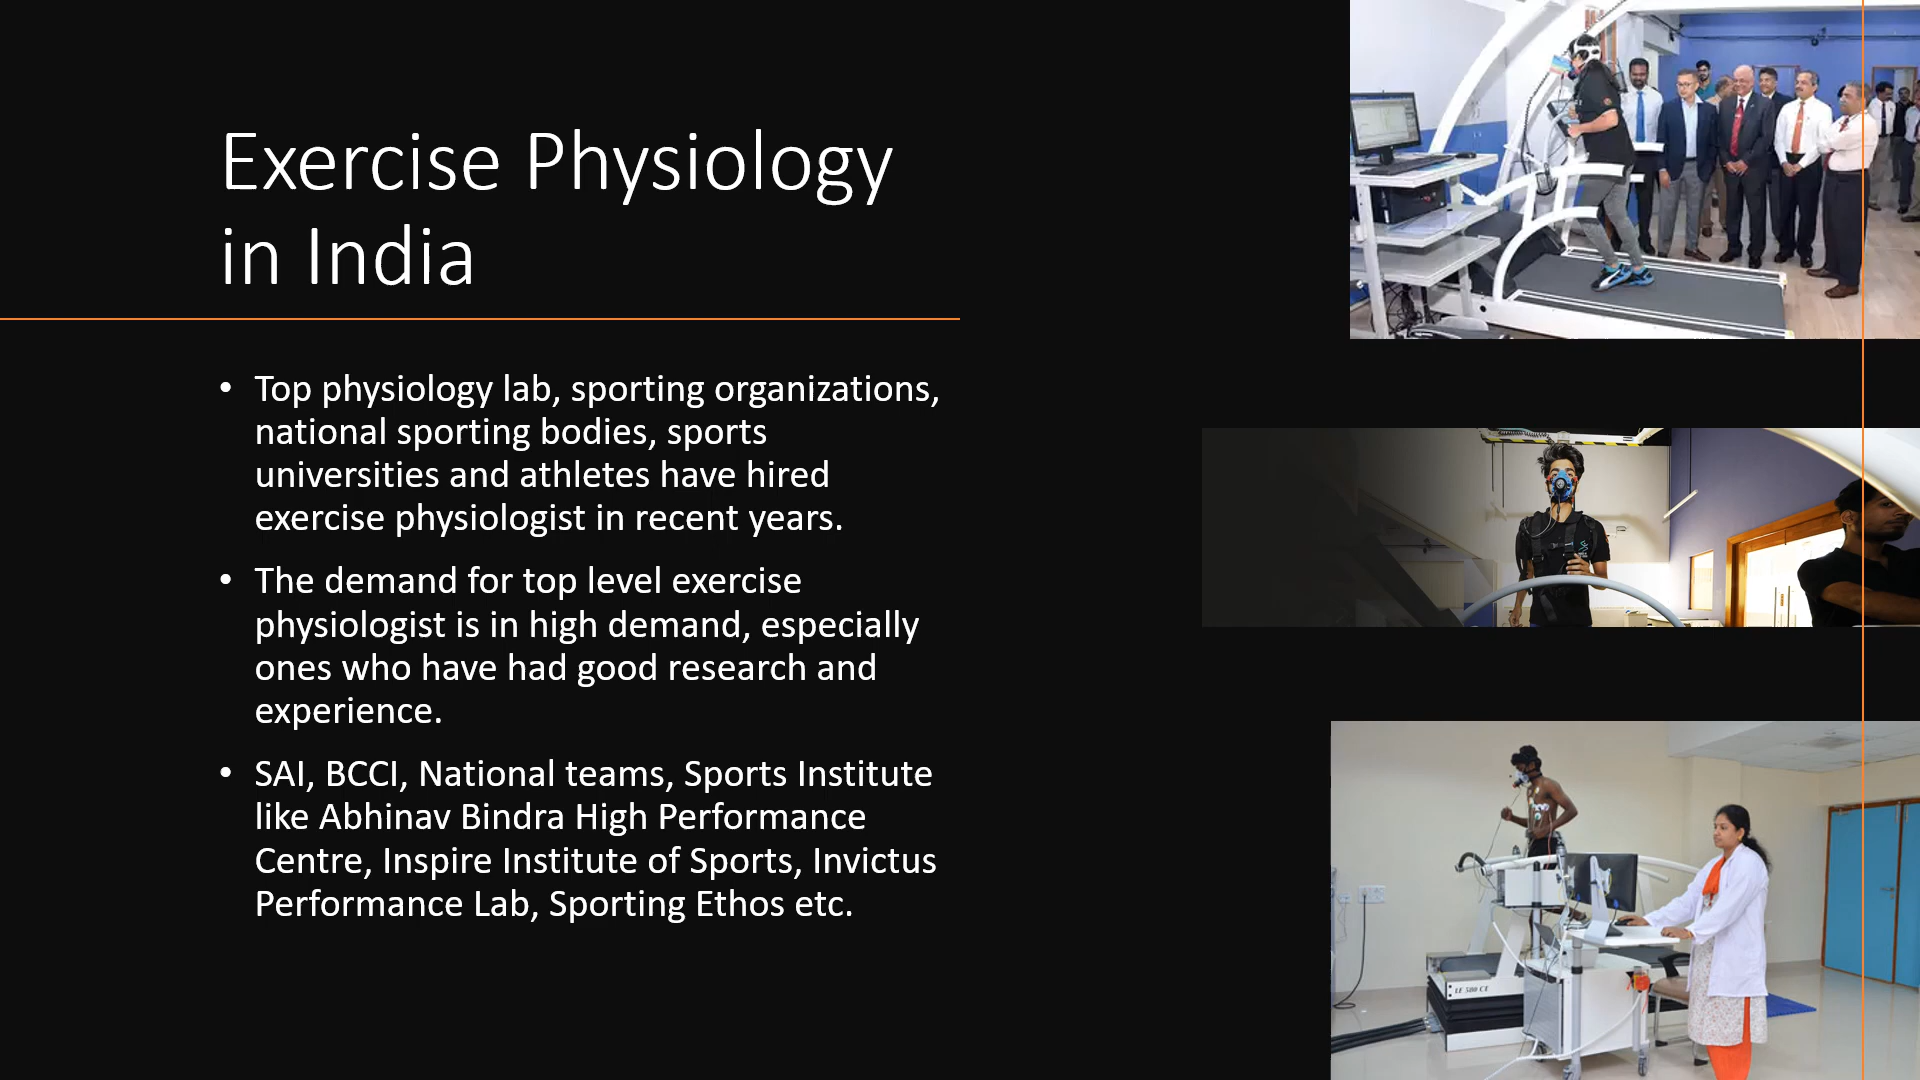 Exercise Physiology
in India
• Top physiology lab, sporting organizations,
national sporting bodies, sports
universities and athletes have hired
exercise physiologist in recent years.
• The demand for top level exercise
physiologist is in high demand, especially
ones who have had good research and
experience.
• SAI, BCCI, National teams, Sports Institute
like Abhinav Bindra High Performance
Centre, Inspire Institute of Sports, Invictus
Performance Lab, Sporting Ethos etc.
LE 580 CE